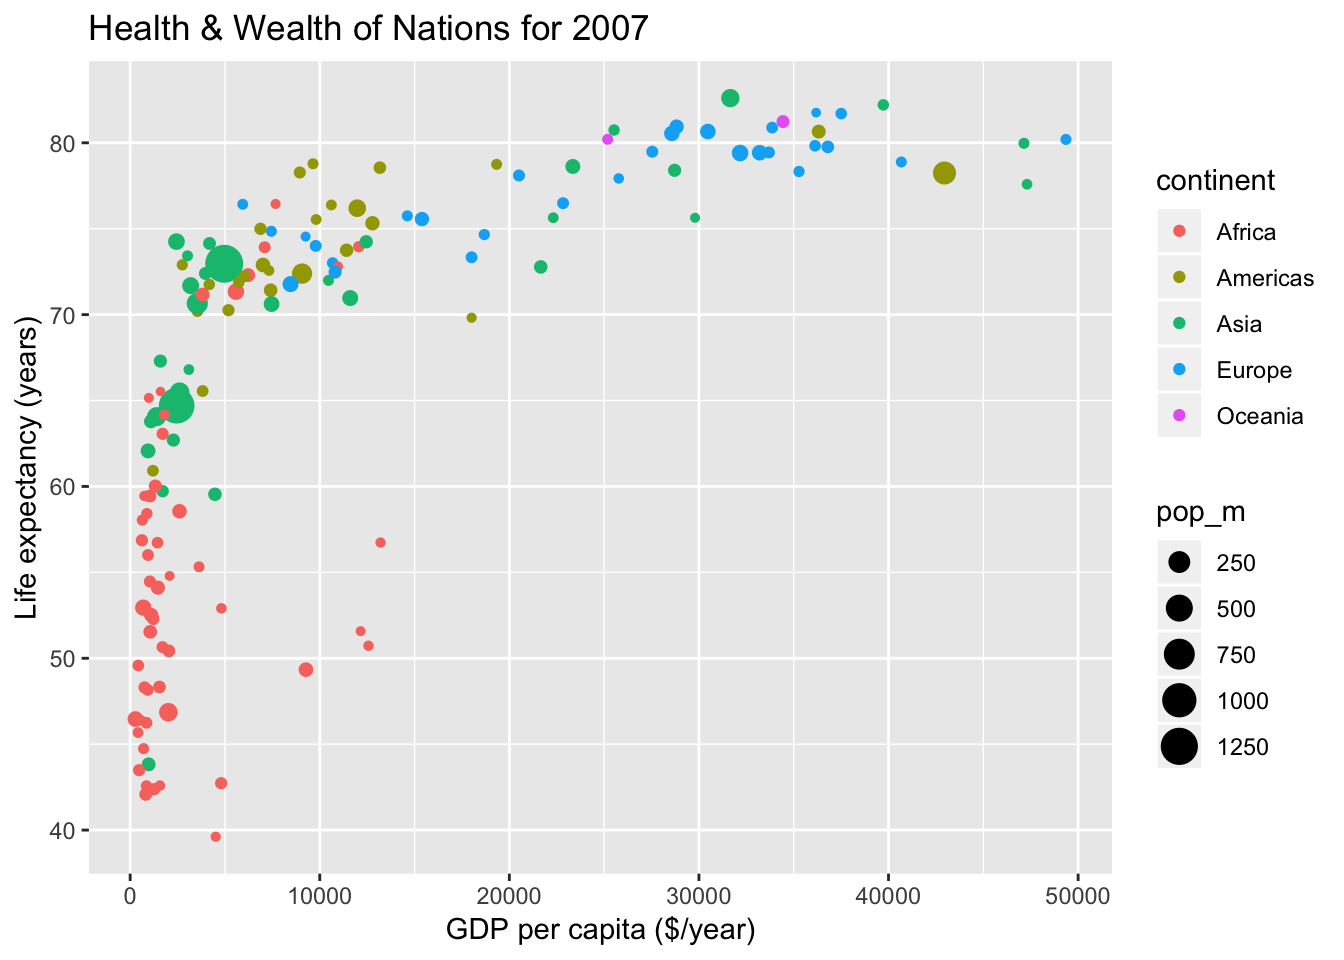 Health & Wealth of Nations for 2007
Life expectancy (years)
80
70
60
50
40
0 10000 20000 30000 40000 50000
GDP per capita ($/year)
continent
Africa
Americas
Asia
Europe
Oceania
pop_m
250
500
750
1000
1250